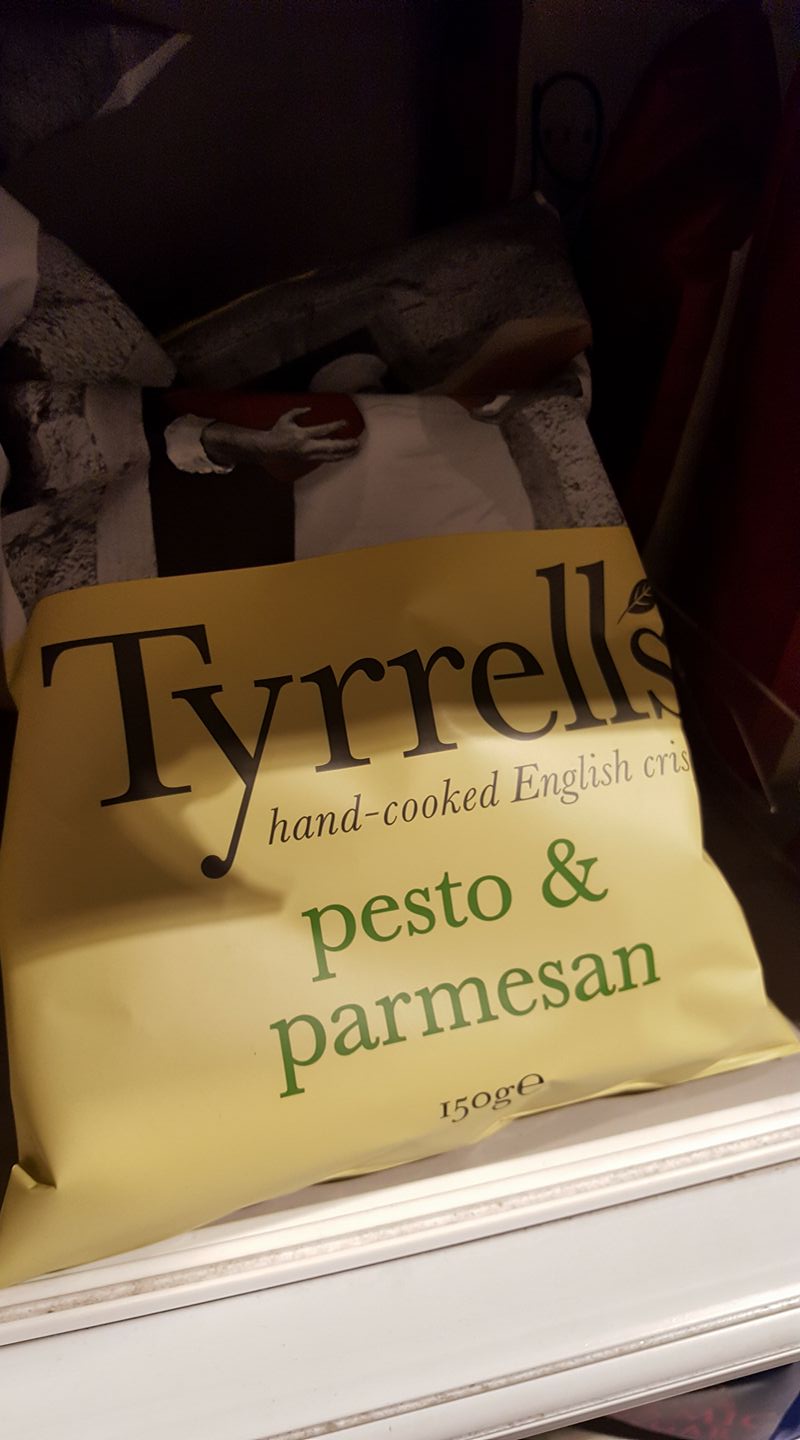 Tyrrells
hand-cooked English cris
pesto &
parmesan
150g℮